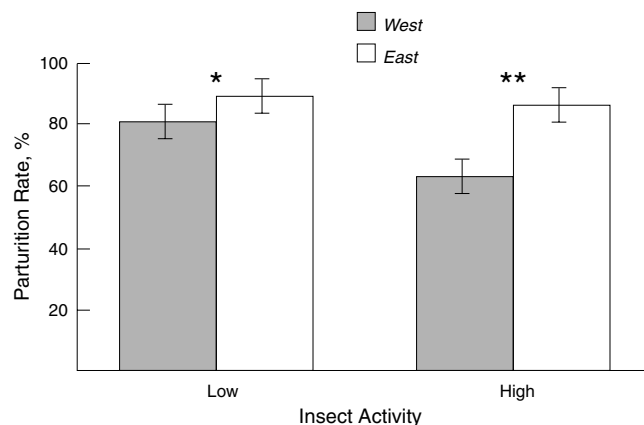 West
East
100
80
60
40
20
Parturition Rate, %
*
**
Low
High
Insect Activity